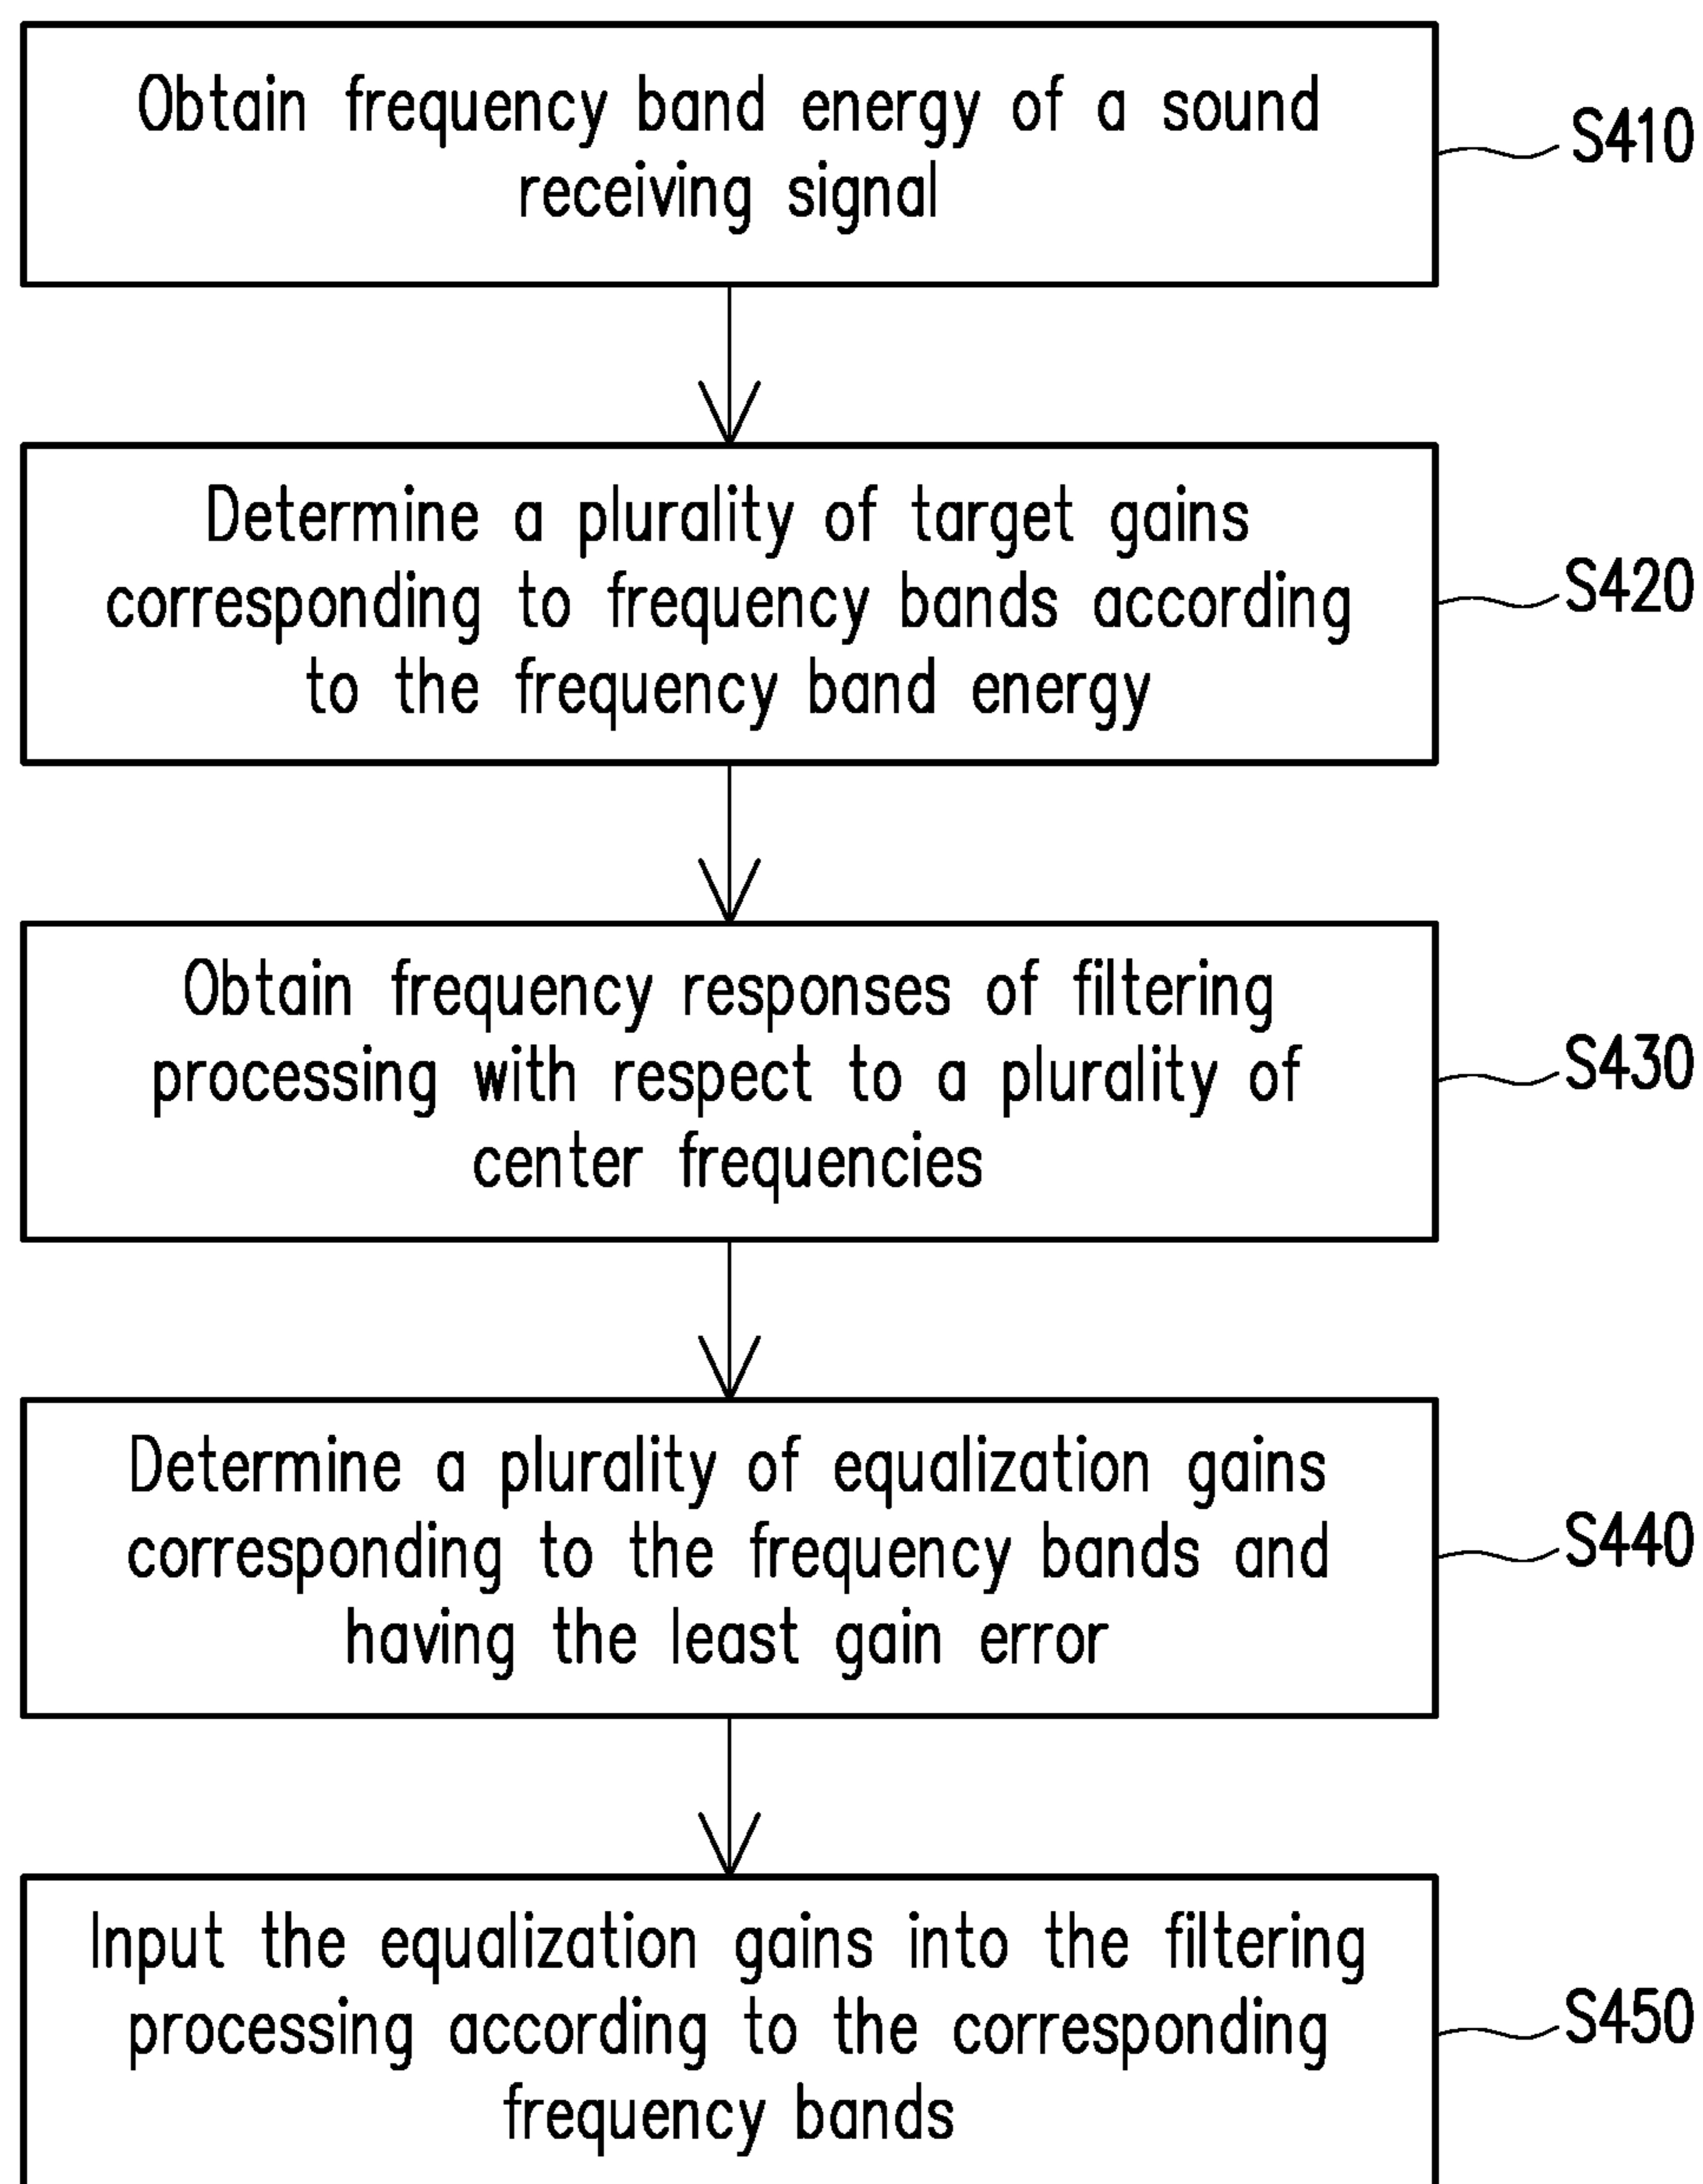 Obtain frequency band energy of a sound
receiving signal
S410
Determine a plurality of target gains
corresponding to frequency bands according
to the frequency band energy
S420
Obtain frequency responses of filtering
processing with respect to a plurality of
center frequencies
S430
Determine a plurality of equalization gains
corresponding to the frequency bands and
having the least gain error
S440
Input the equalization gains into the filtering
processing according to the corresponding
frequency bands
S450